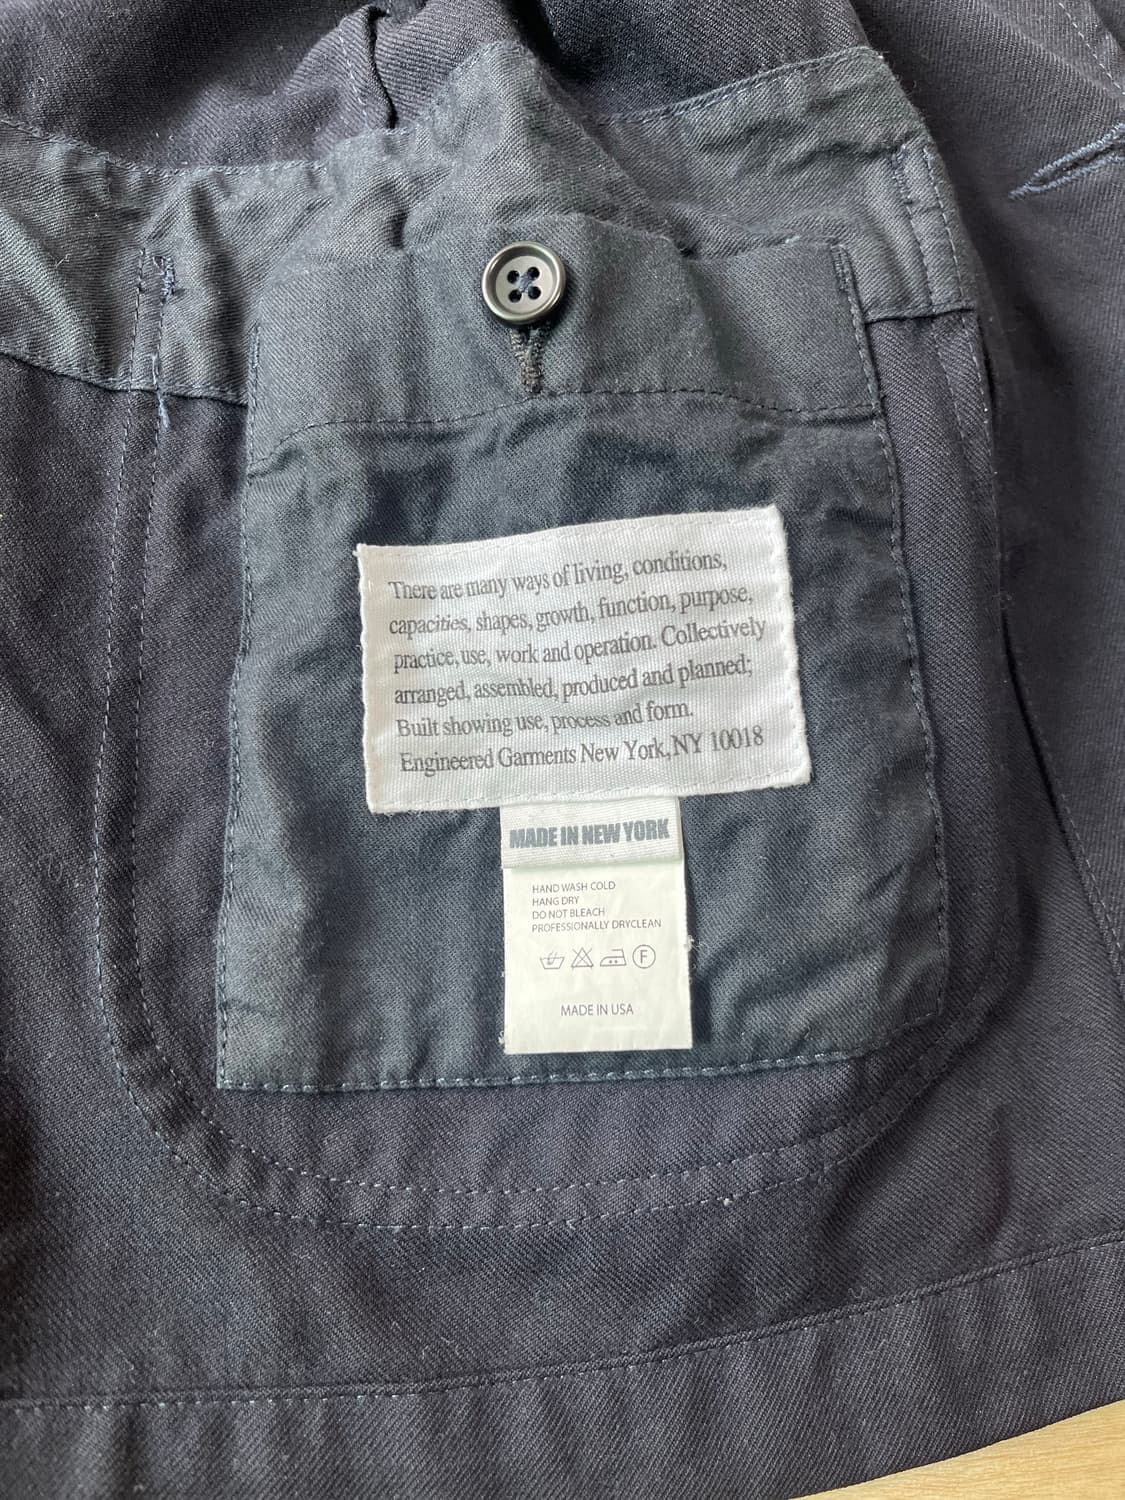 There are many ways of living, conditions,
capacities, shapes, growth, function, purpose,
practice, use, work and operation. Collectively
arranged, assembled, produced and planned;
Built showing use, process and form.
Engineered Garments New York, NY 10018
MADE IN NEW YORK
HAND WASH COLD
HANG DRY
DO NOT BLEACH
PROFESSIONALLY DRYCLEAN
F
MADE IN USA